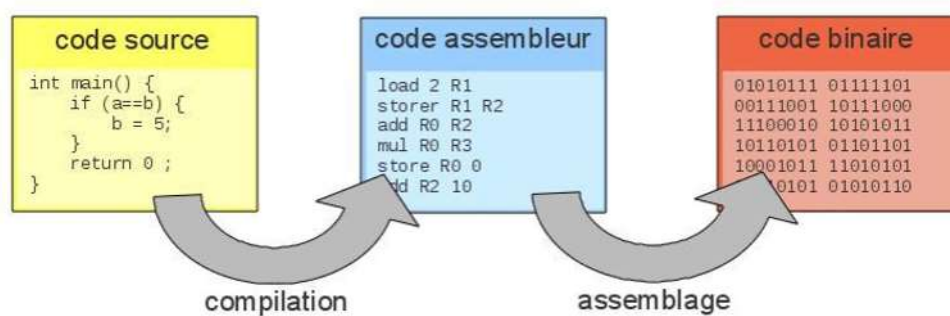 code source
int main() {
if (a==b) {
b = 5;
}
return 0 ;
}
code assembleur
load 2 R1
storer R1 R2
add R0 R2
mul R0 R3
store R0 0
R2 10
code binaire
01010111 01111101
00111001 10111000
11100010 10101011
10110101 01101101
10001011 11010101
01010110
compilation
assemblage